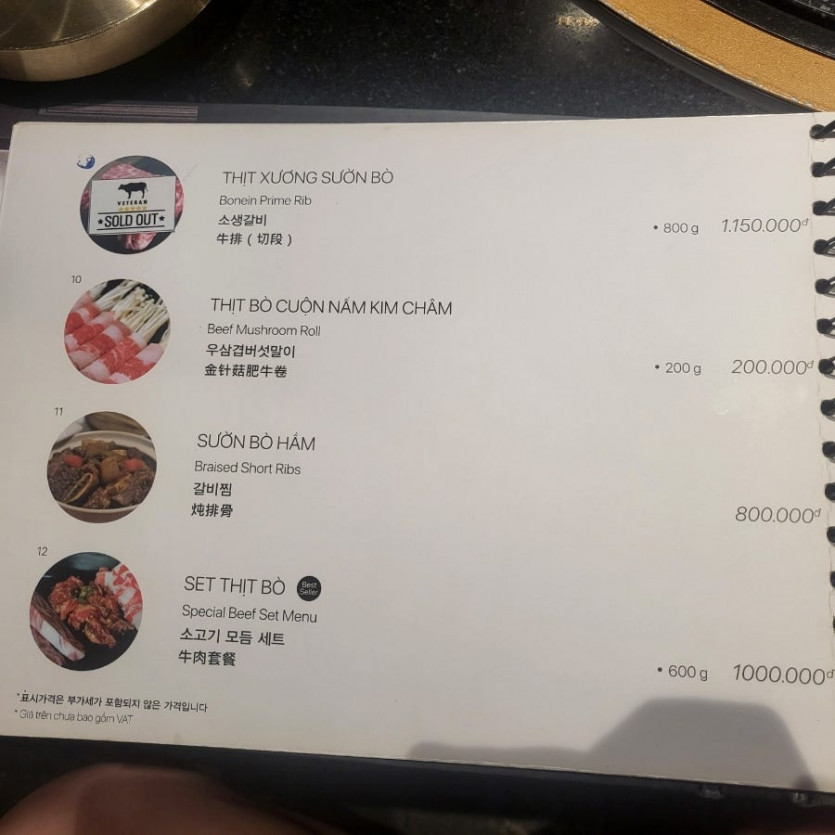 VETERAN
★★★★★
★SOLD OUT★
THỊT XƯƠNG SƯỜN BÒ
Bonein Prime Rib
소생갈비
牛排 ( 切段 )
• 800 g 1.150.000đ
10
THỊT BÒ CUỘN NẤM KIM CHÂM
Beef Mushroom Roll
우삼겹버섯말이
金针菇肥牛卷
• 200 g 200.000đ
11
SƯỜN BÒ HẦM
Braised Short Ribs
갈비찜
炖排骨
800.000đ
12
SET THỊT BÒ
Best
Seller
Special Beef Set Menu
소고기 모듬 세트
牛肉套餐
• 600 g 1000.000đ
*표시가격은 부가세가 포함되지 않은 가격입니다
* Giá trên chưa bao gồm VAT